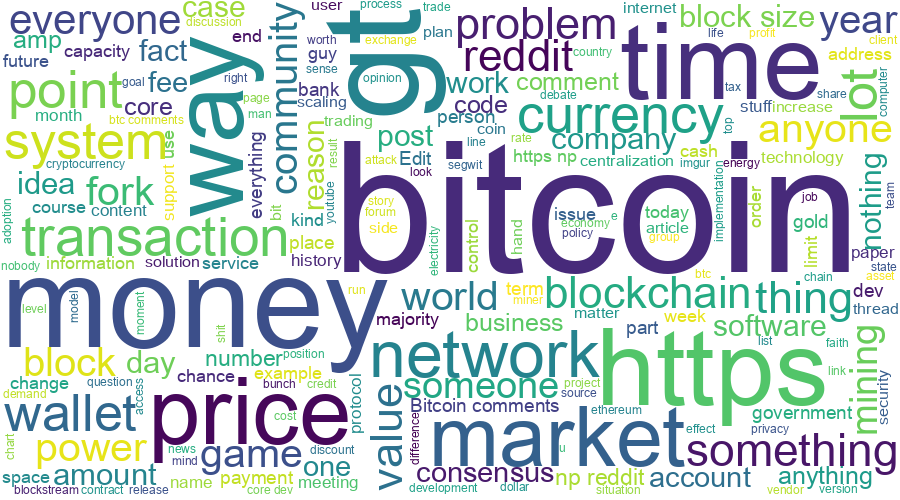 everyone
case
discussion
end
user
process
trade
internet
block size
year
amp
fact
way
community
gt
guy
plan
problem
time
country
life
profit
client
future
capacity
fee
bank
worth
exchange
reddit
address
goal
right
sense
opinion
work
comment
debate
tax
share
computer
lot
point
core
page
man
scaling
code
top
stuff
increase
month
btc comments
trading
person
currency
anyone
system
use
everything
reason
result
post
coin
line
rate
company
imgur
cash
energy
technology
cryptocurrency
support
bit
youtube
attack
look
Edit
segwit
https np
centralization
implementation
order
nothing
team
idea
fork
kind
story
forum
side
bitcoin
issue
e
economy
policy
today
article
group
job
gold
limit
adoption
course
content
transaction
place
history
electricity
control
hand
btc
chain
paper
state
asset
nobody
information
solution
service
money
run
world
term
miner
blockchain
thing
dev
level
model
moment
shit
majority
business
matter
part
week
software
thread
number
position
network
https
list
faith
link
block
day
chance
example
protocol
someone
project
source
mining
security
change
question
access
price
bunch
credit
value
Bitcoin comments
ethereum
effect
privacy
government
demand
wallet
cost
difference
market
u
something
chart
power
game
news
mind
discount
consensus
np reddit
account
anything
space
amount
name
payment
one
meeting
development
dollar
situation
vendor
version
blockstream
contract
release
core dev